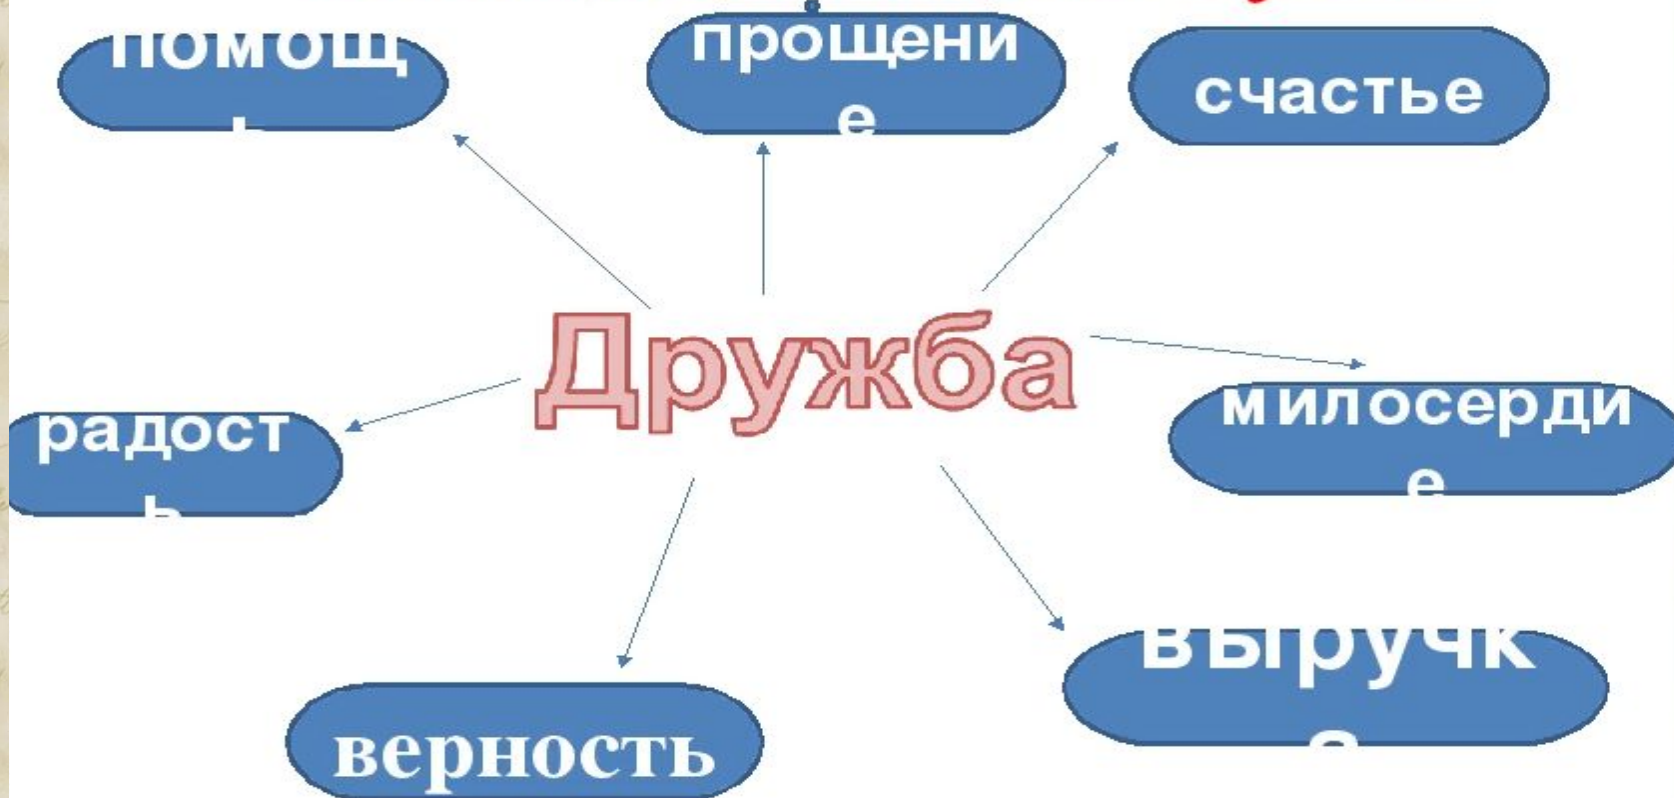 помощ
ь
прощени
е
счастье
Дружба
милосерди
е
радост
ь
выручк
а
верность